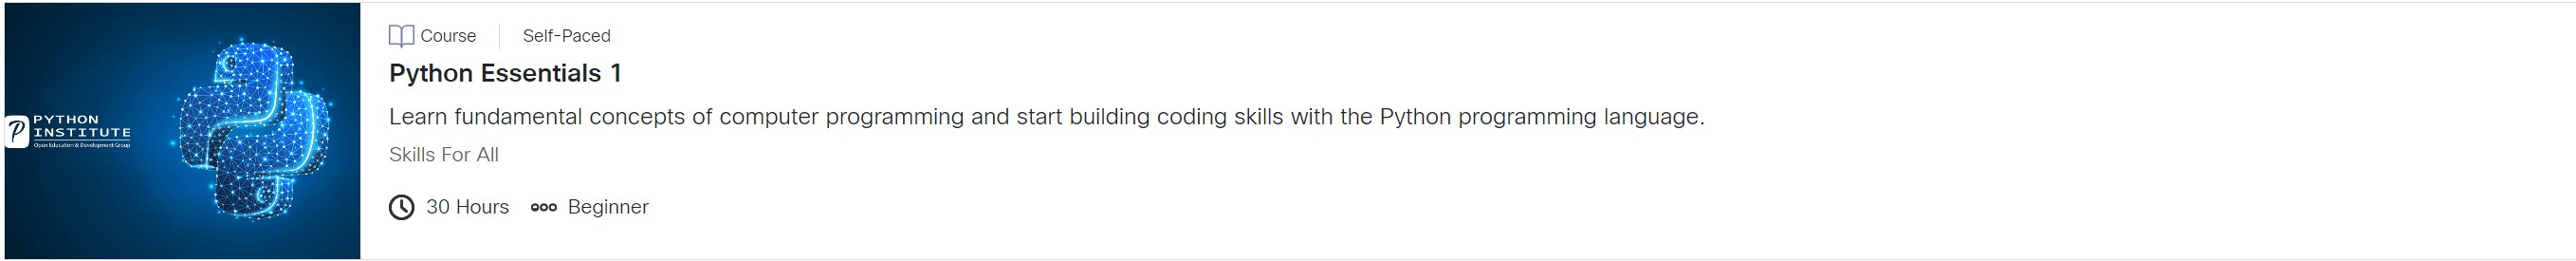 PYTHON
INSTITUTE
Open Education & Development Group
Course
Self-Paced
Python Essentials 1
Learn fundamental concepts of computer programming and start building coding skills with the Python programming language.
Skills For All
30 Hours
Beginner